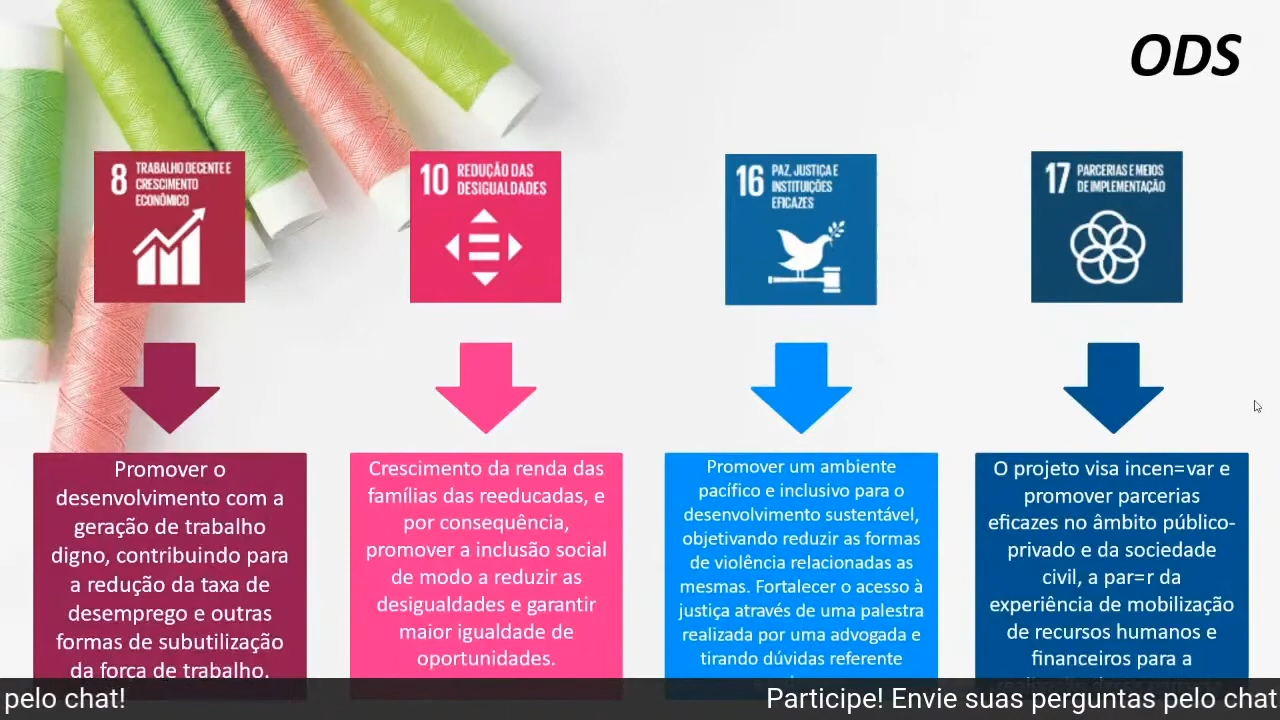 ODS
8 TRABALHO DECENTE E
CRESCIMENTO
ECONÔMICO
10 REDUÇÃO DAS
DESIGUALDADES
16 PAZ, JUSTIÇA E
INSTITUIÇÕES
EFICAZES
17 PARCERIAS E MEIOS
DE IMPLEMENTAÇÃO
Promover o
desenvolvimento com a
geração de trabalho
digno, contribuindo para
a redução da taxa de
desemprego e outras
formas de subutilização
da força de trabalho.
Crescimento da renda das
famílias das reeducadas, e
por consequência,
promover a inclusão social
de modo a reduzir as
desigualdades e garantir
maior igualdade de
oportunidades.
Promover um ambiente
pacífico e inclusivo para o
desenvolvimento sustentável,
objetivando reduzir as formas
de violência relacionadas as
mesmas. Fortalecer o acesso à
justiça através de uma palestra
realizada por uma advogada e
tirando dúvidas referente
O projeto visa incen=var e
promover parcerias
eficazes no âmbito público-
privado e da sociedade
civil, a par=r da
experiência de mobilização
de recursos humanos e
financeiros para a
pelo chat!
Participe! Envie suas perguntas pelo chat